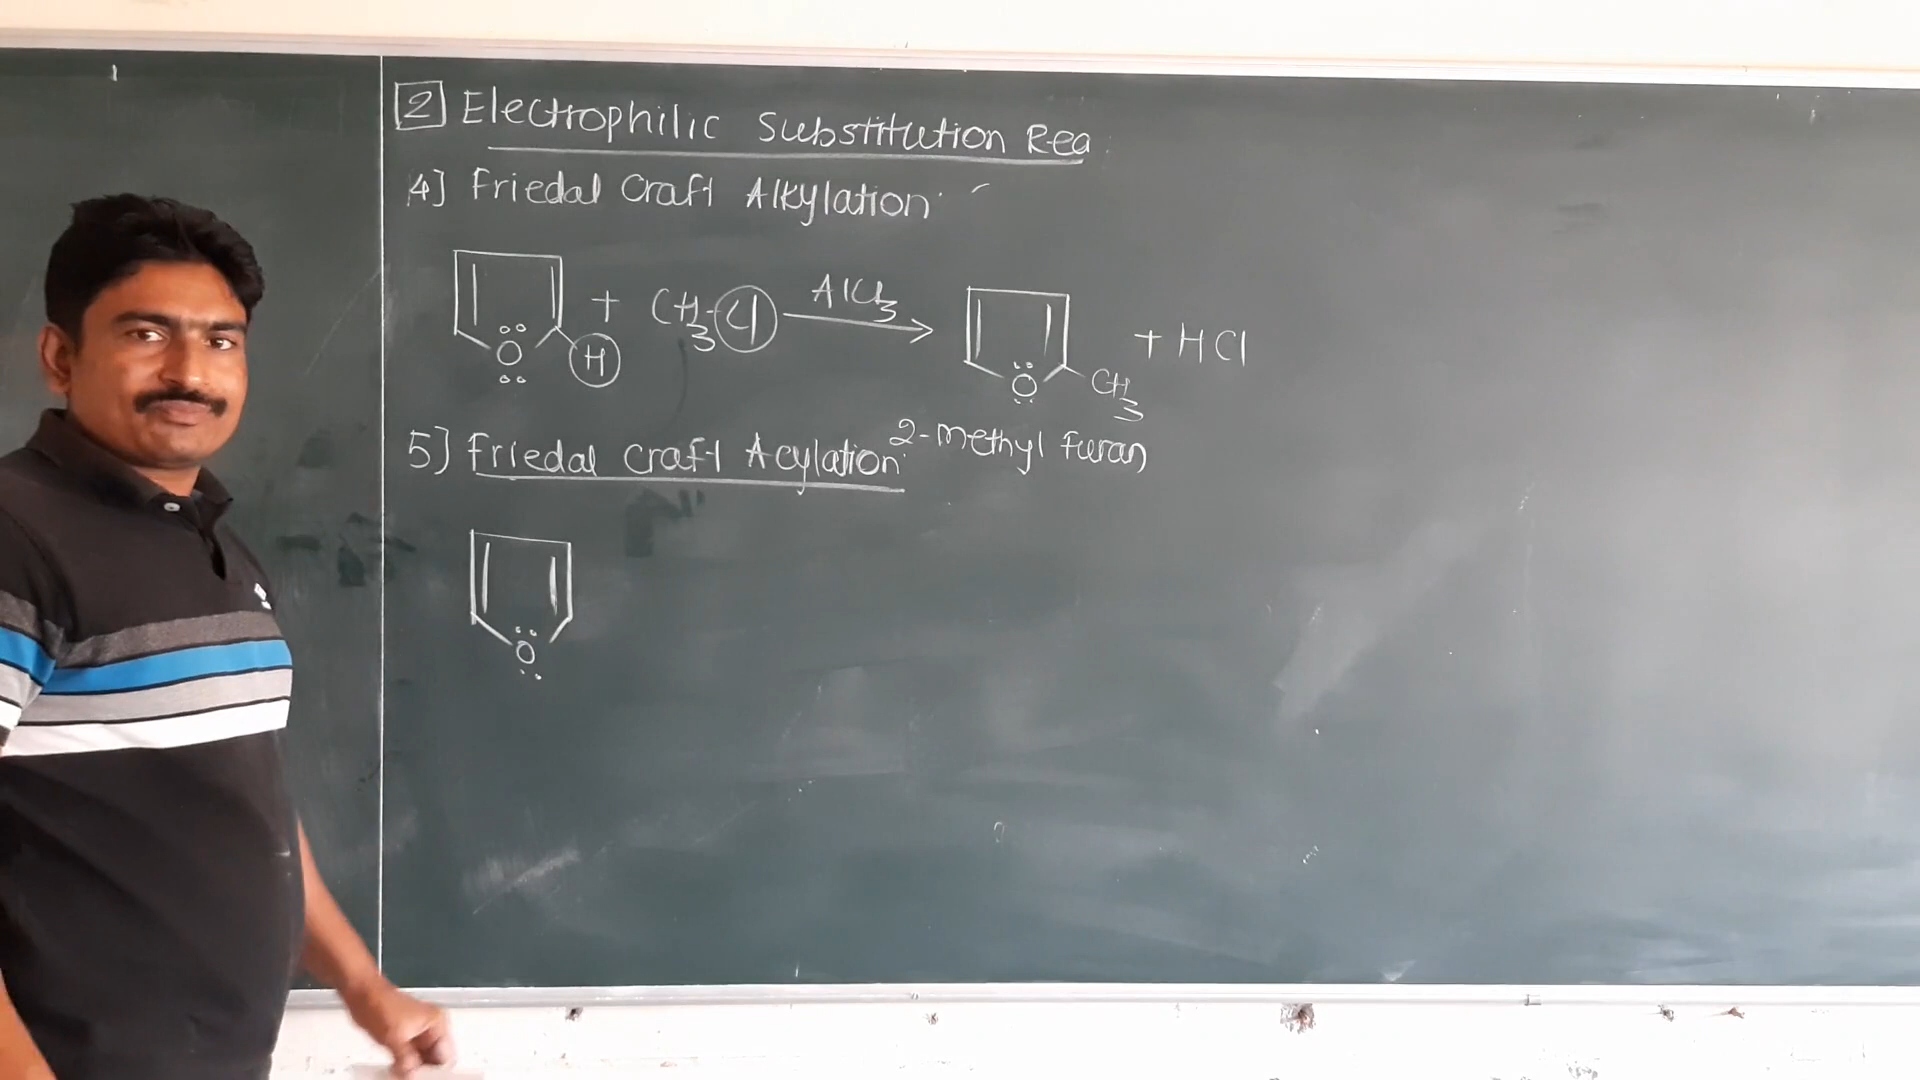 2 Electrophilic Substitution Rea
4] Friedal Craft Alkylation.
O H + CH3-Cl AlCl3 O CH3 + HCl
2-methyl furan
5] Friedal Craft Acylation.
O